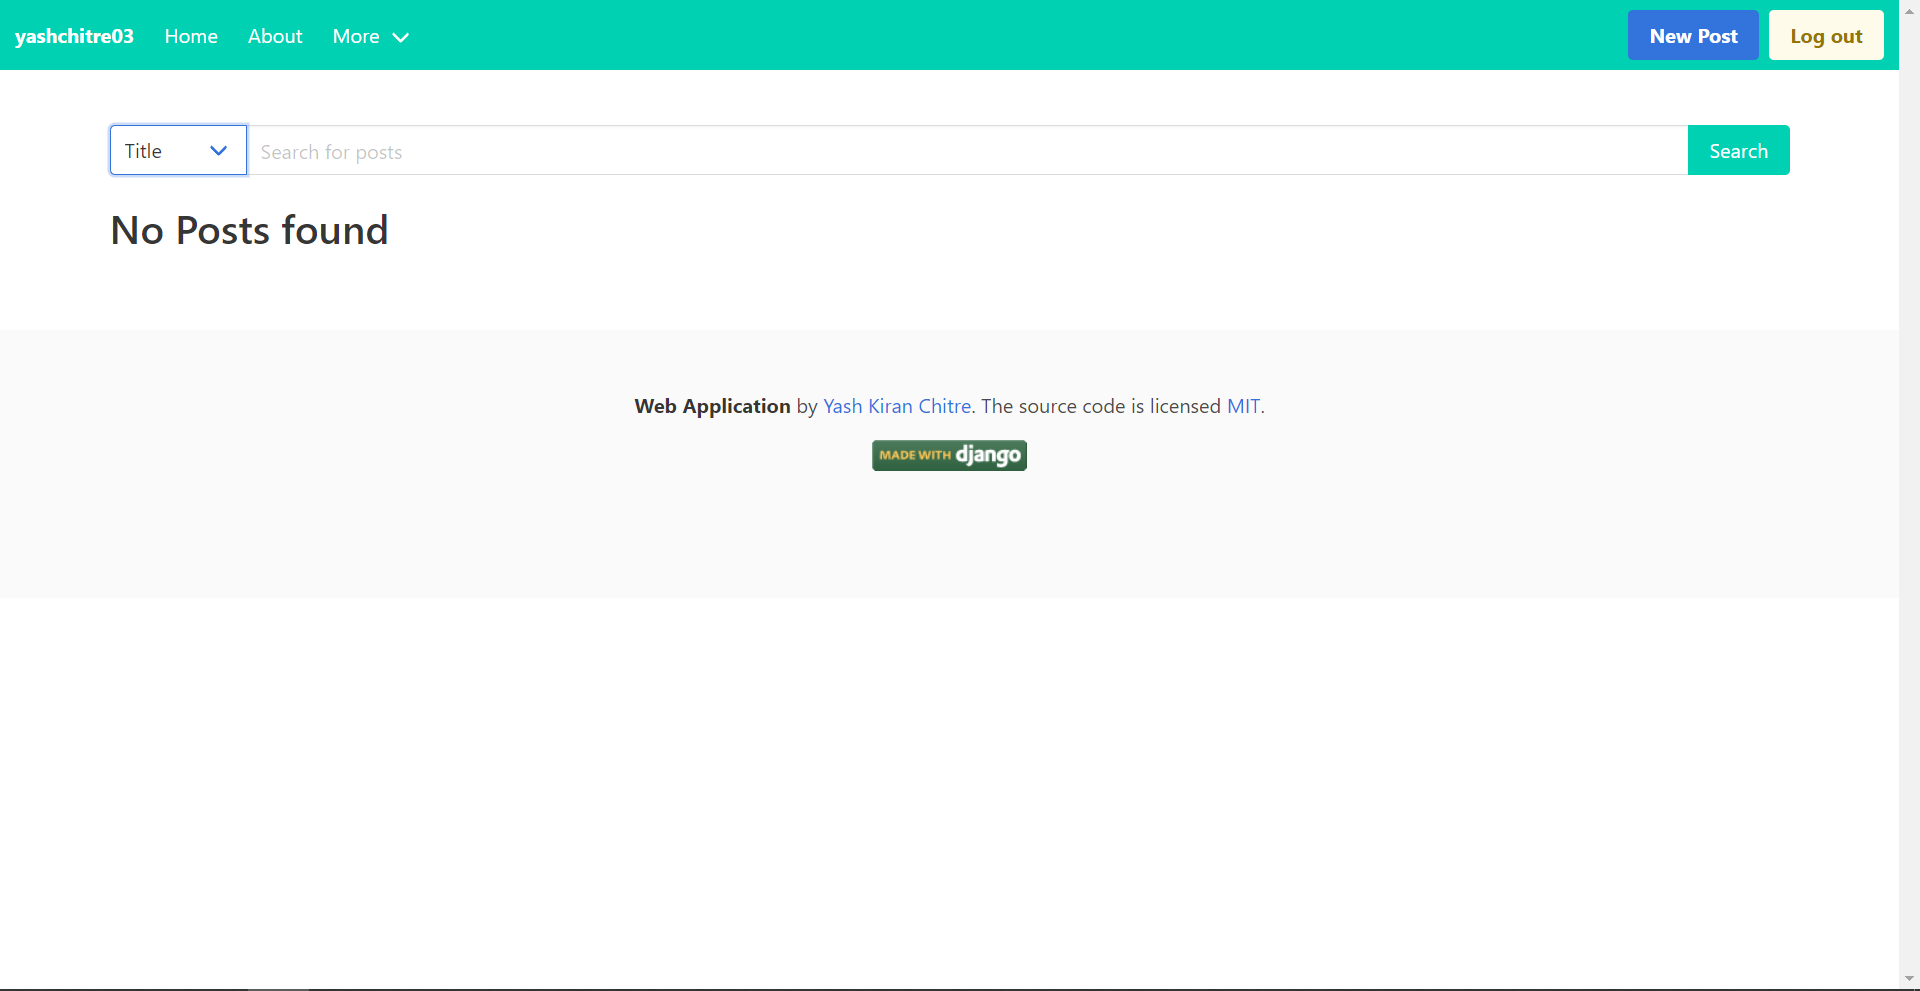 yashchitre03 Home About More New Post Log out
Title Search for posts Search
No Posts found
Web Application by Yash Kiran Chitre. The source code is licensed MIT.
MADE WITH django